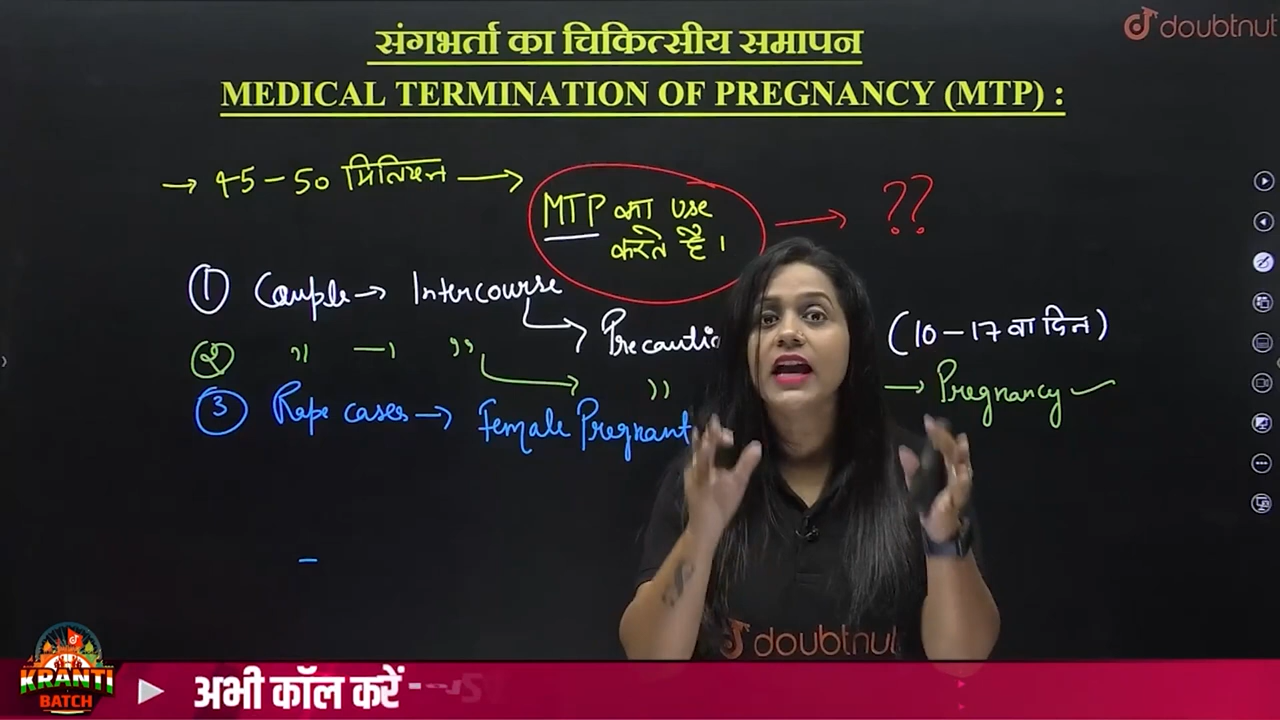 doubtnut
संगभर्ता का चिकित्सीय समापन
MEDICAL TERMINATION OF PREGNANCY (MTP) :
→ 45-50 मिलियन → MTP का use करते है। → ??
① Couple → Intercourse
Precautio (10-17 वा दिन)
② " → "
" → Pregnancy ✓
③ Rape cases → Female Pregnant
doubtnut
KRANTI BATCH
अभी कॉल करें